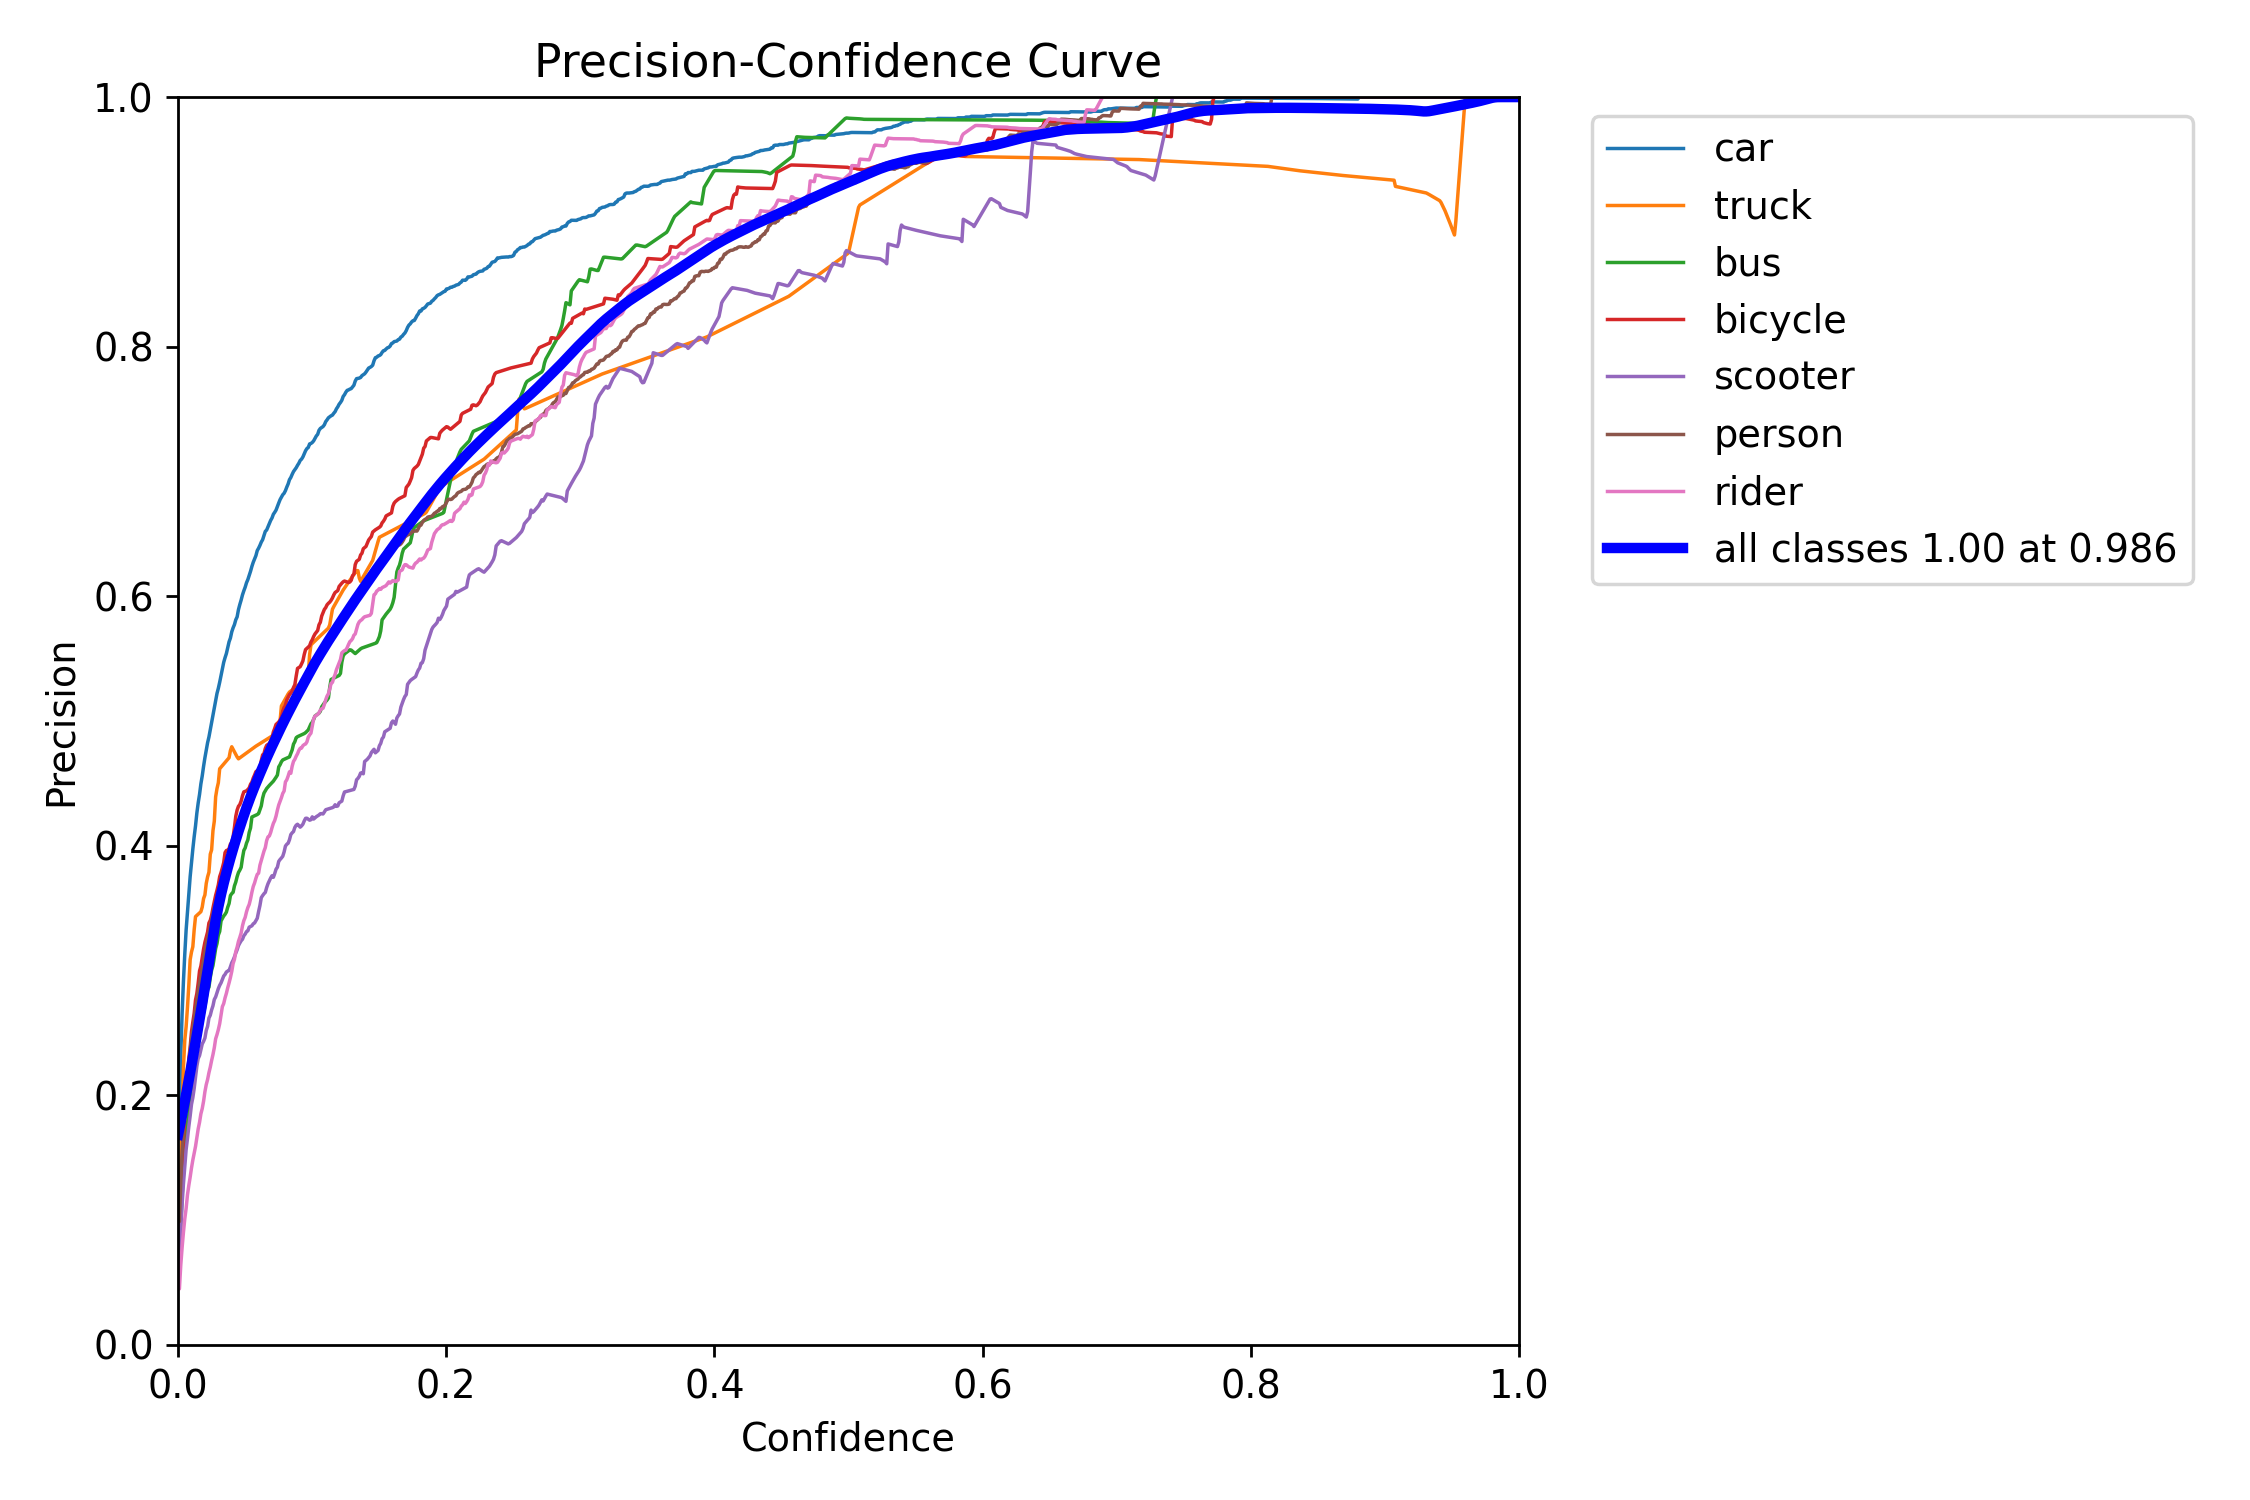 Precision-Confidence Curve
1.0
0.8
0.6
0.4
0.2
0.0
Precision
0.0 0.2 0.4 0.6 0.8 1.0
Confidence
car
truck
bus
bicycle
scooter
person
rider
all classes 1.00 at 0.986